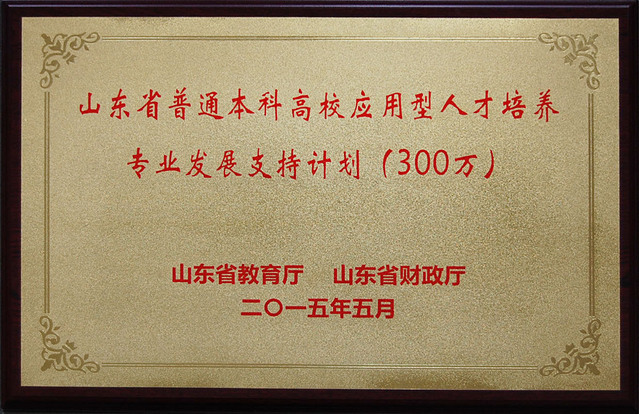 山东省普通本科高校应用型人才培养
专业发展支持计划（300万）
山东省教育厅 山东省财政厅
二〇一五年五月